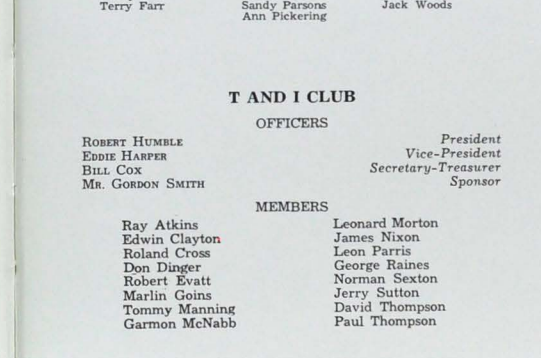 Terry Farr Sandy Parsons Jack Woods
Ann Pickering
T AND I CLUB
OFFICERS
ROBERT HUMBLE President
EDDIE HARPER Vice-President
BILL COX Secretary-Treasurer
MR. GORDON SMITH Sponsor
MEMBERS
Ray Atkins Leonard Morton
Edwin Clayton James Nixon
Roland Cross Leon Parris
Don Dinger George Raines
Robert Evatt Norman Sexton
Marlin Goins Jerry Sutton
Tommy Manning David Thompson
Garmon McNabb Paul Thompson